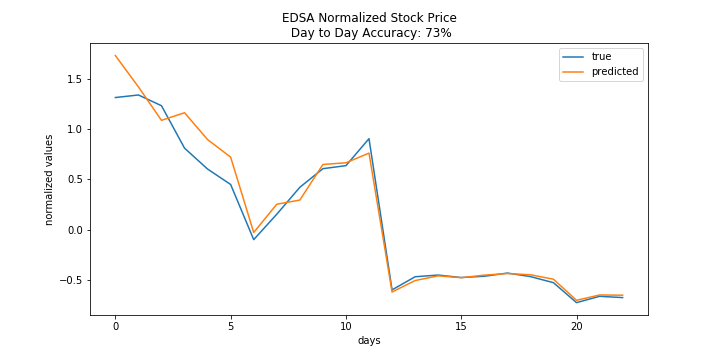 EDSA Normalized Stock Price
Day to Day Accuracy: 73%
true
predicted
normalized values
1.5
1.0
0.5
0.0
−0.5
0
5
10
15
20
days